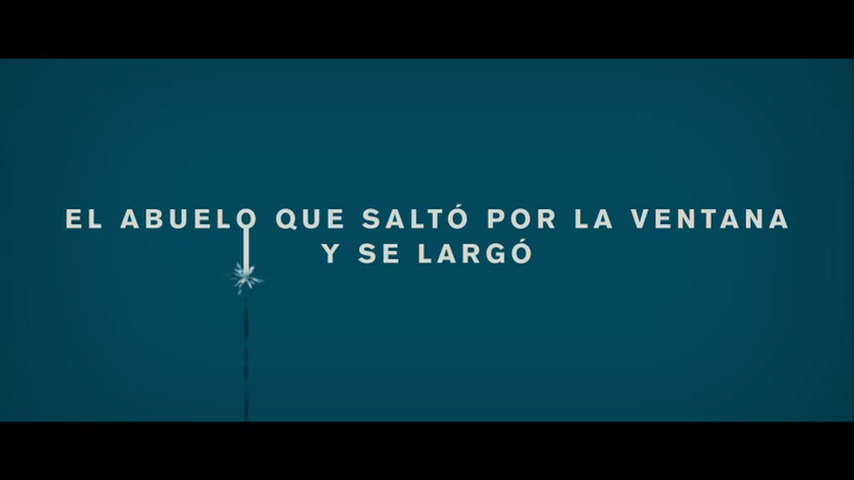 EL ABUELO QUE SALTÓ POR LA VENTANA
Y SE LARGÓ